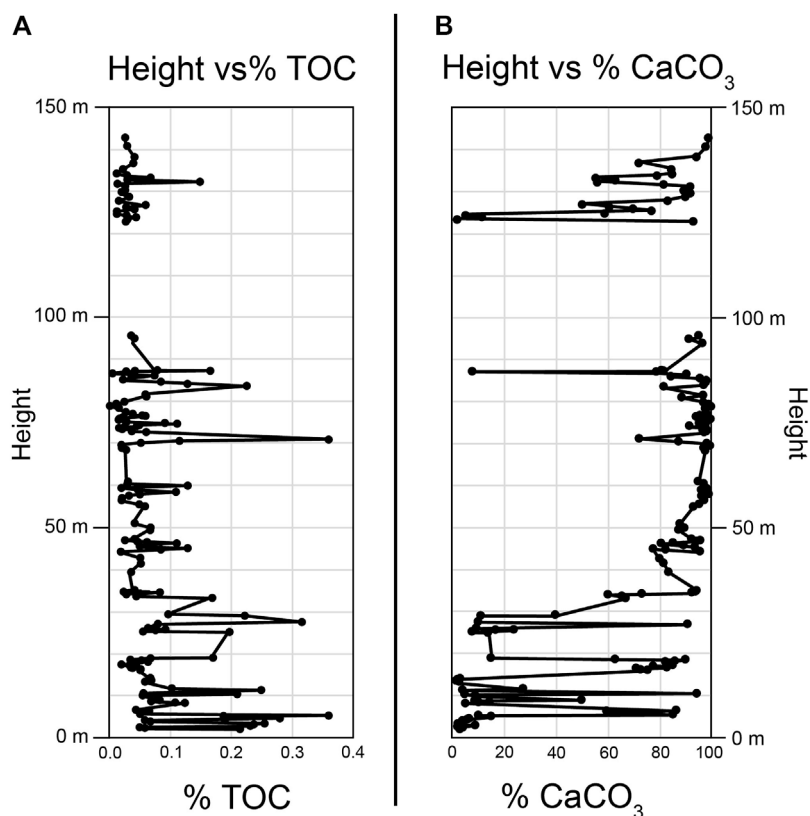 A
B
Height vs% TOC
Height vs % CaCO3
150 m
150 m
100 m
100 m
Height
Height
50 m
50 m
0 m
0 m
0.0 0.1 0.2 0.3 0.4
0 20 40 60 80 100
% TOC
% CaCO3